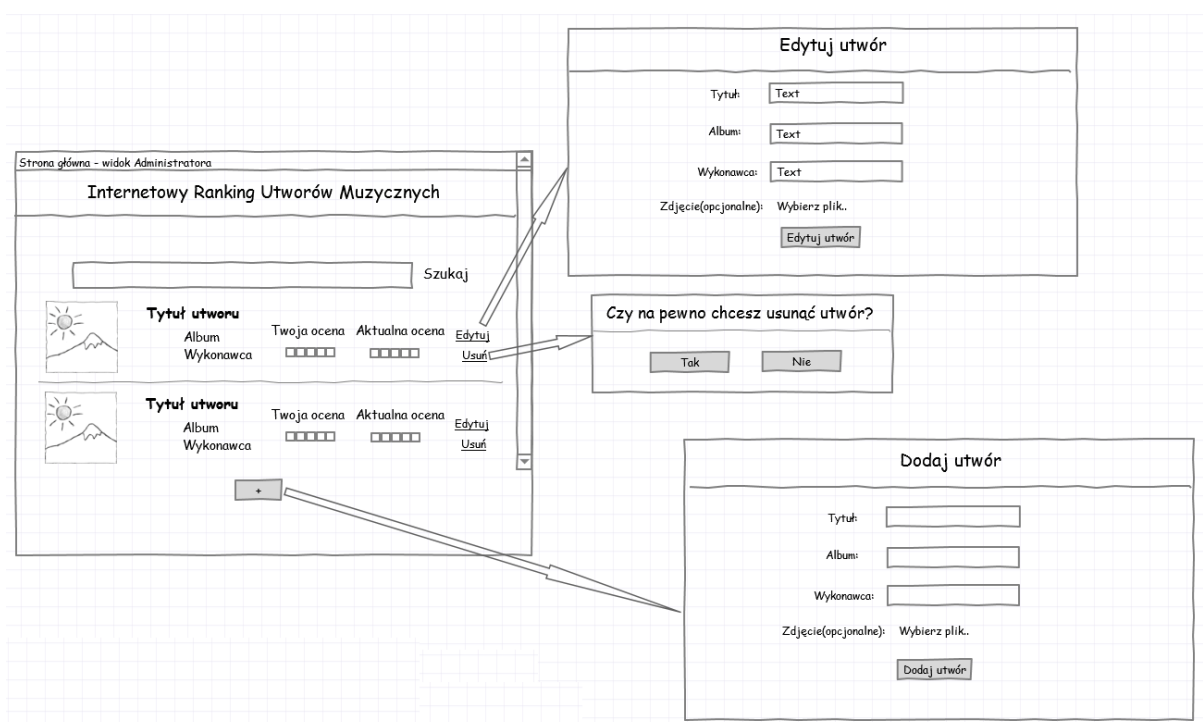 Edytuj utwór
Tytuł:
Text
Album:
Text
Wykonawca:
Text
Zdjęcie(opcjonalne):
Wybierz plik..
Edytuj utwór
Strona główna - widok Administratora
Internetowy Ranking Utworów Muzycznych
Szukaj
Tytuł utworu
Album
Wykonawca
Twoja ocena
Aktualna ocena
Edytuj
Usuń
Tytuł utworu
Album
Wykonawca
Twoja ocena
Aktualna ocena
Edytuj
Usuń
+
Czy na pewno chcesz usunąć utwór?
Tak
Nie
Dodaj utwór
Tytuł:
Album:
Wykonawca:
Zdjęcie(opcjonalne):
Wybierz plik..
Dodaj utwór